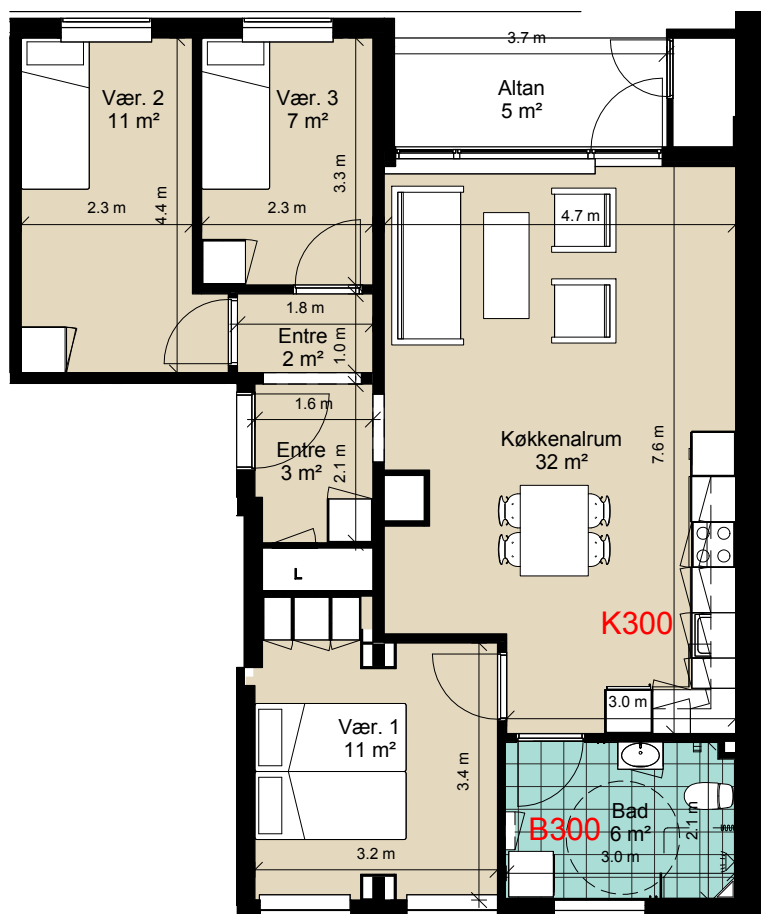 3.7 m
Altan
5 m²
Vær. 2
11 m²
Vær. 3
7 m²
2.3 m
4.4 m
2.3 m
3.3 m
4.7 m
1.8 m
Entre
2 m²
1.0 m
1.6 m
Entre
3 m²
2.1 m
Køkkenalrum
32 m²
7.6 m
L
K300
3.0 m
Vær. 1
11 m²
3.4 m
3.2 m
B300
Bad
6 m²
2.1 m
3.0 m